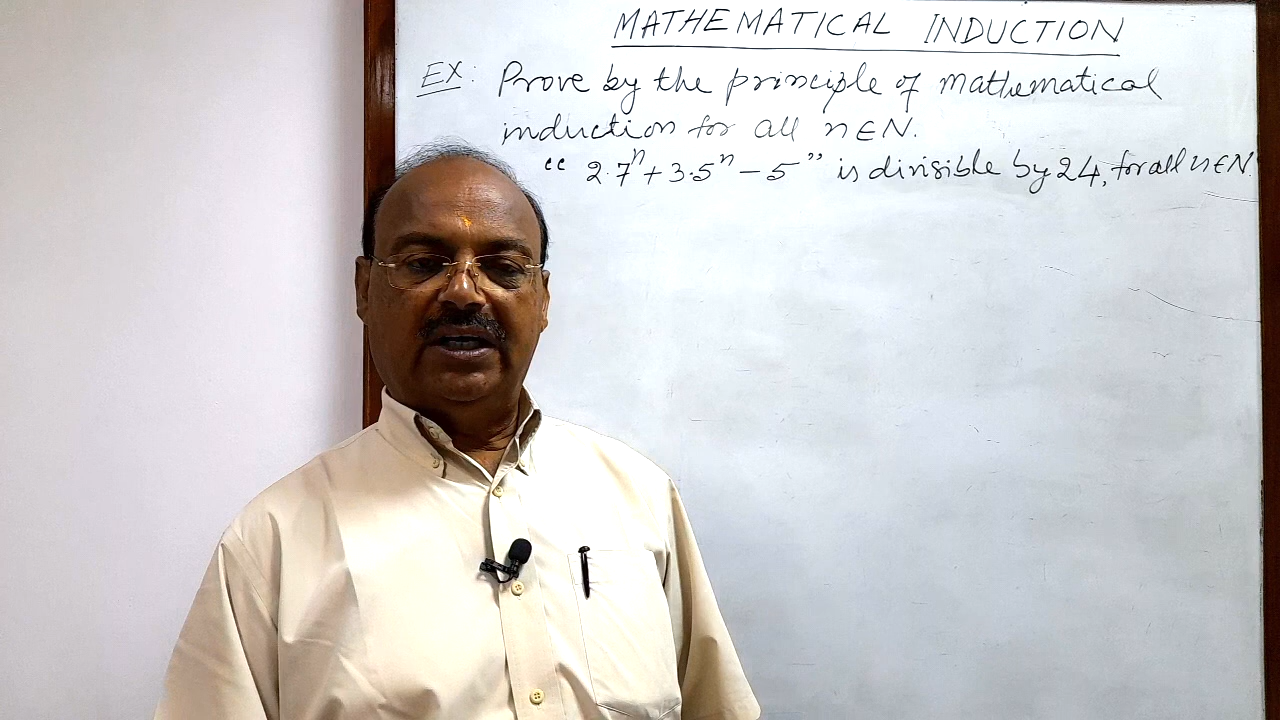 MATHEMATICAL INDUCTION
EX: Prove by the principle of mathematical
induction for all n∈N.
“ 2.7ⁿ + 3.5ⁿ – 5 ” is divisible by 24, for all n∈N.